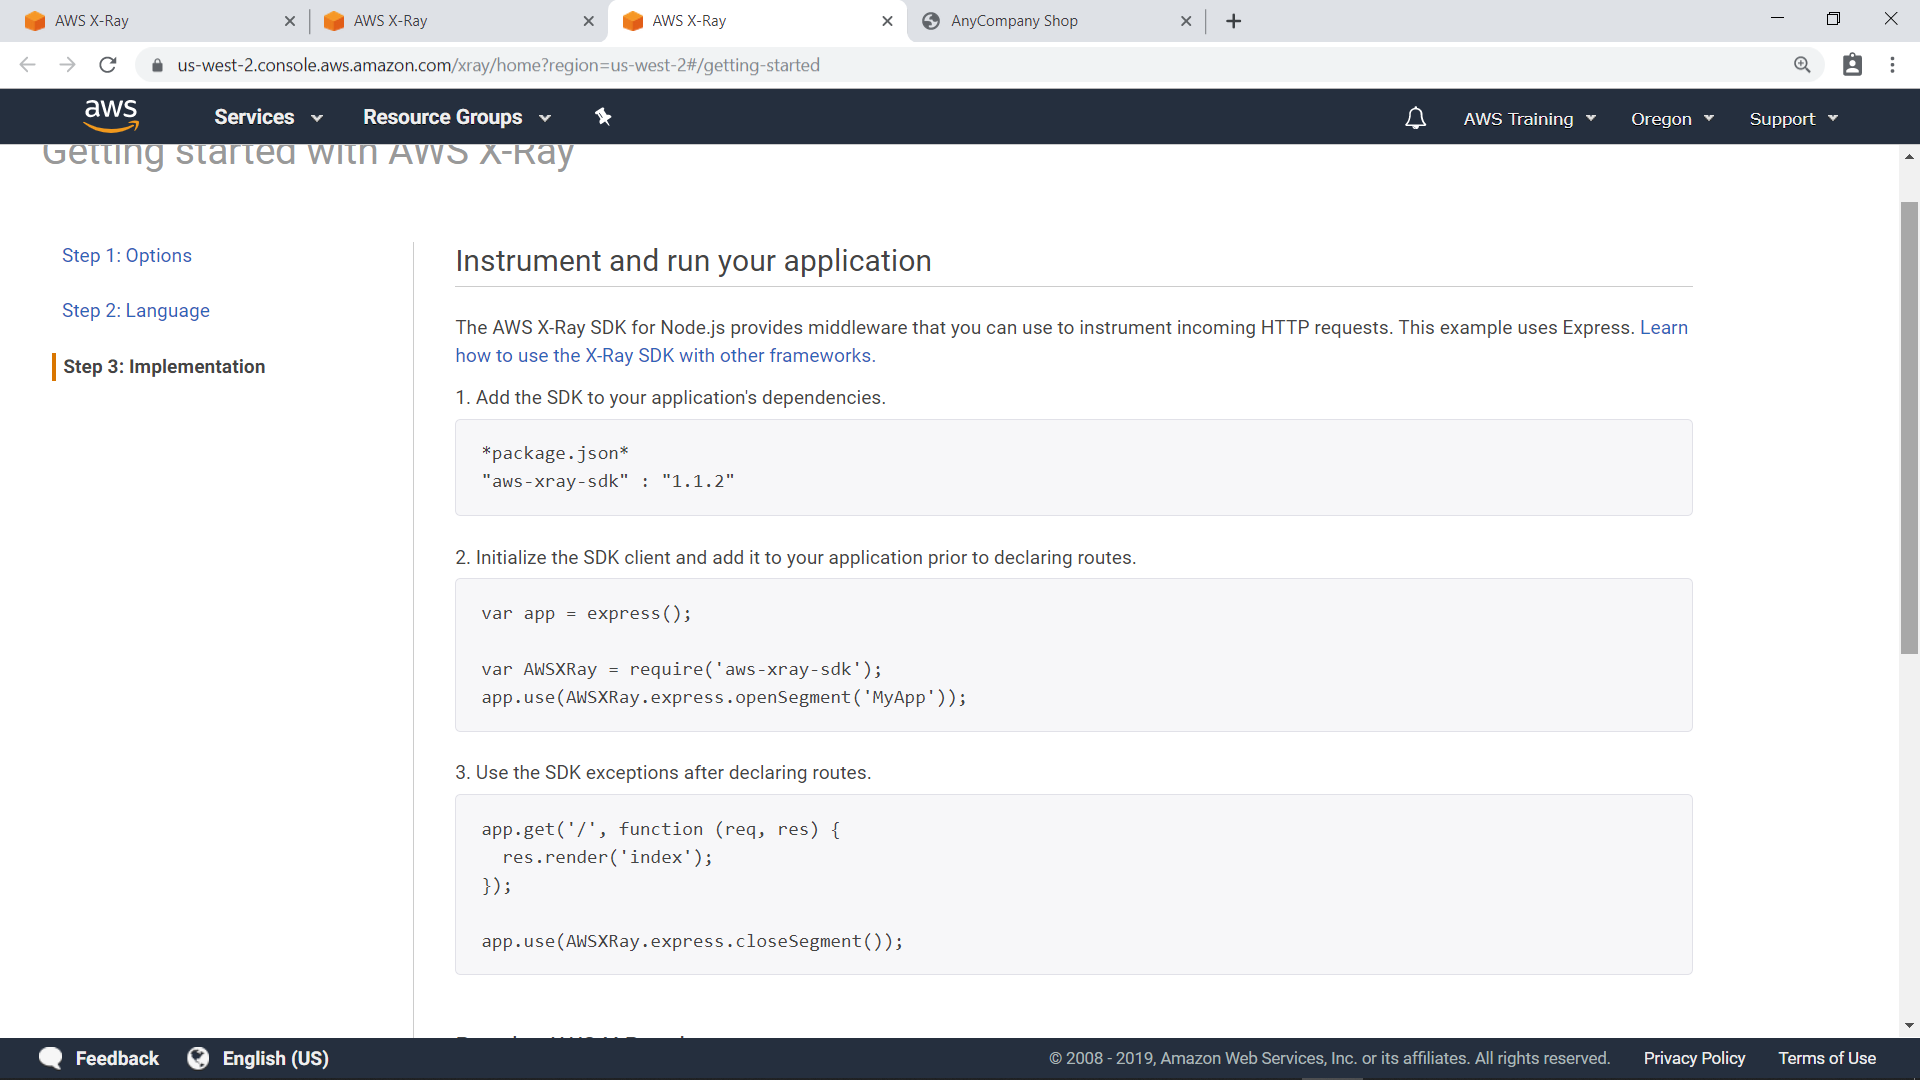 AWS X-Ray
AWS X-Ray
AWS X-Ray
AnyCompany Shop
us-west-2.console.aws.amazon.com/xray/home?region=us-west-2#/getting-started
aws
Services
Resource Groups
AWS Training
Oregon
Support
Getting started with AWS X-Ray
Step 1: Options
Step 2: Language
Step 3: Implementation
Instrument and run your application
The AWS X-Ray SDK for Node.js provides middleware that you can use to instrument incoming HTTP requests. This example uses Express. Learn
how to use the X-Ray SDK with other frameworks.
1. Add the SDK to your application's dependencies.
*package.json*
"aws-xray-sdk" : "1.1.2"
2. Initialize the SDK client and add it to your application prior to declaring routes.
var app = express();
var AWSXRay = require('aws-xray-sdk');
app.use(AWSXRay.express.openSegment('MyApp'));
3. Use the SDK exceptions after declaring routes.
app.get('/', function (req, res) {
  res.render('index');
});
app.use(AWSXRay.express.closeSegment());
Feedback
English (US)
© 2008 - 2019, Amazon Web Services, Inc. or its affiliates. All rights reserved.
Privacy Policy
Terms of Use